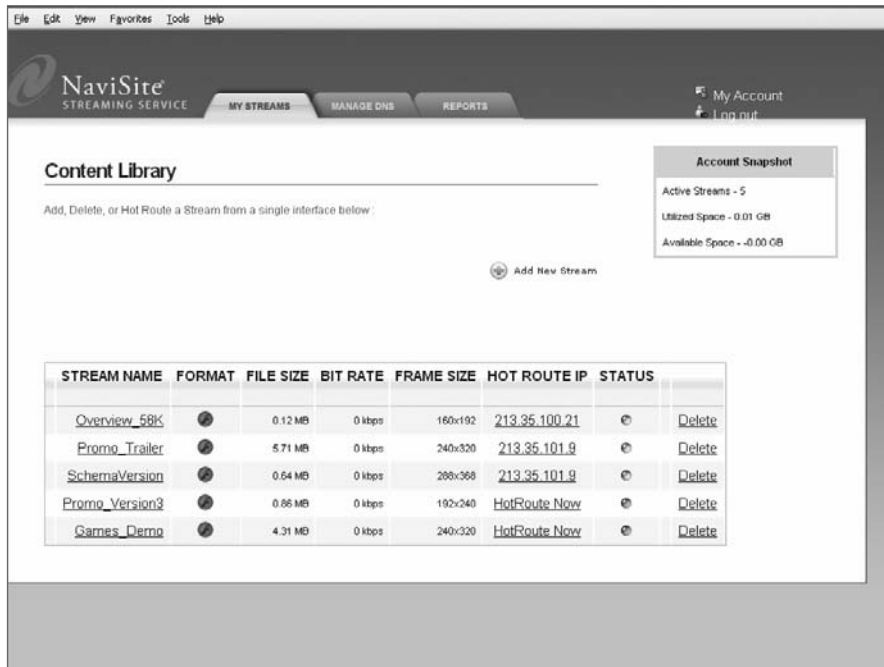 File Edit View Favorites Tools Help
NaviSite®
STREAMING SERVICE
MY STREAMS MANAGE DNS REPORTS
My Account
Log out
Content Library
Add, Delete, or Hot Route a Stream from a single interface below :
Account Snapshot
Active Streams - 5
Utilized Space - 0.01 GB
Available Space - -0.00 GB
Add New Stream
STREAM NAME FORMAT FILE SIZE BIT RATE FRAME SIZE HOT ROUTE IP STATUS
Overview_56K 0.12 MB 0 kbps 160x192 213.35.100.21 Delete
Promo_Trailer 5.71 MB 0 kbps 240x320 213.35.101.9 Delete
SchemaVersion 0.64 MB 0 kbps 288x368 213.35.101.9 Delete
Promo_Version3 0.86 MB 0 kbps 192x240 HotRoute Now Delete
Games_Demo 4.31 MB 0 kbps 240x320 HotRoute Now Delete